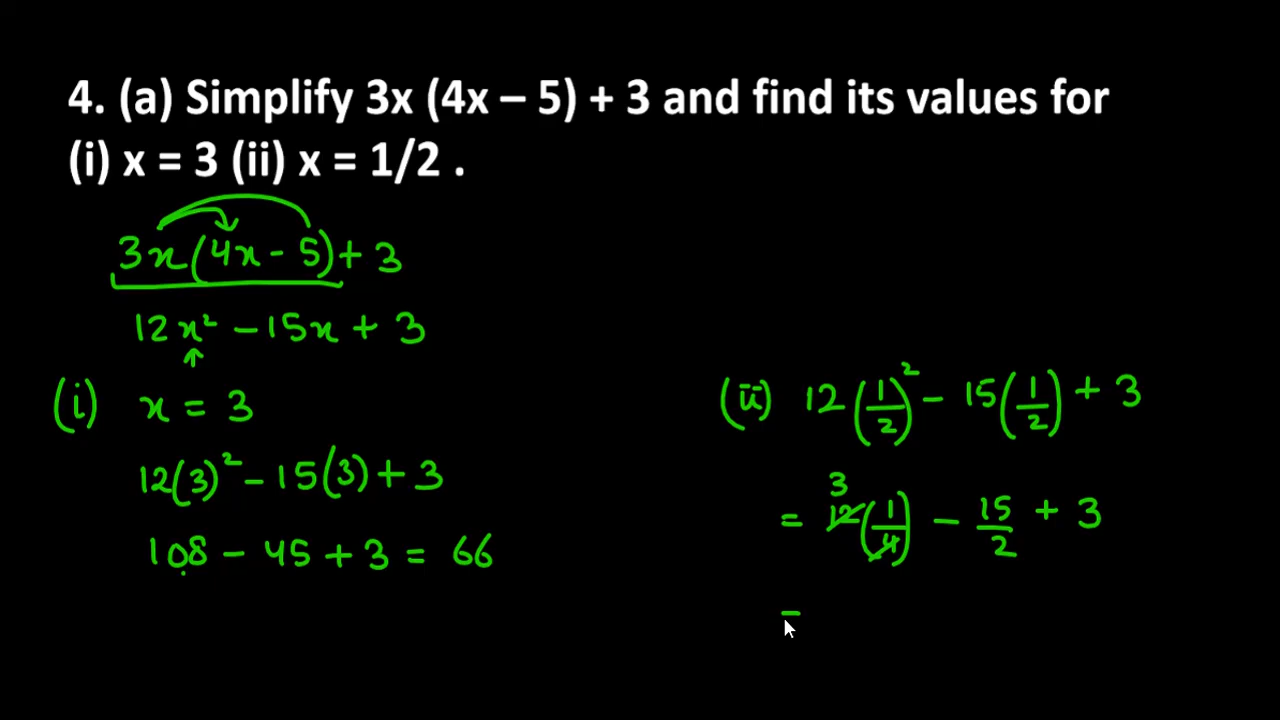 4. (a) Simplify 3x (4x – 5) + 3 and find its values for
(i) x = 3 (ii) x = 1/2 .
3x(4x - 5) + 3
12x² - 15x + 3
(i) x = 3
12(3)² - 15(3) + 3
108 - 45 + 3 = 66
(ii) 12(1/2)² - 15(1/2) + 3
= 3 12(1/4) - 15/2 + 3
=